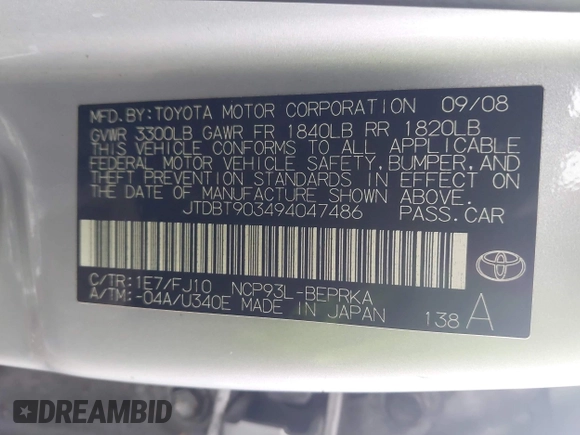 MFD. BY: TOYOTA MOTOR CORPORATION 09/08
GVWR 3300LB GAWR FR 1840LB RR 1820LB
THIS VEHICLE CONFORMS TO ALL APPLICABLE
FEDERAL MOTOR VEHICLE SAFETY, BUMPER, AND
THEFT PREVENTION STANDARDS IN EFFECT ON
THE DATE OF MANUFACTURE SHOWN ABOVE.
JTDBT903494047486 PASS. CAR
C/TR: 1E7/FJ10 NCP93L-BEPRKA
A/TM: -04A/U340E MADE IN JAPAN 138 A
DREAMBID